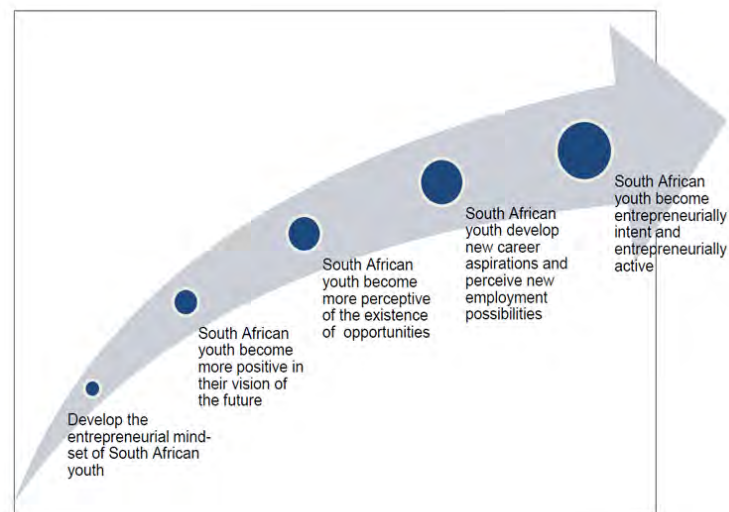 Develop the
entrepreneurial mind-
set of South African
youth
South African
youth become
more positive in
their vision of
the future
South African
youth become
more perceptive
of the existence
of opportunities
South African
youth develop
new career
aspirations and
perceive new
employment
possibilities
South African
youth become
entrepreneurially
intent and
entrepreneurially
active